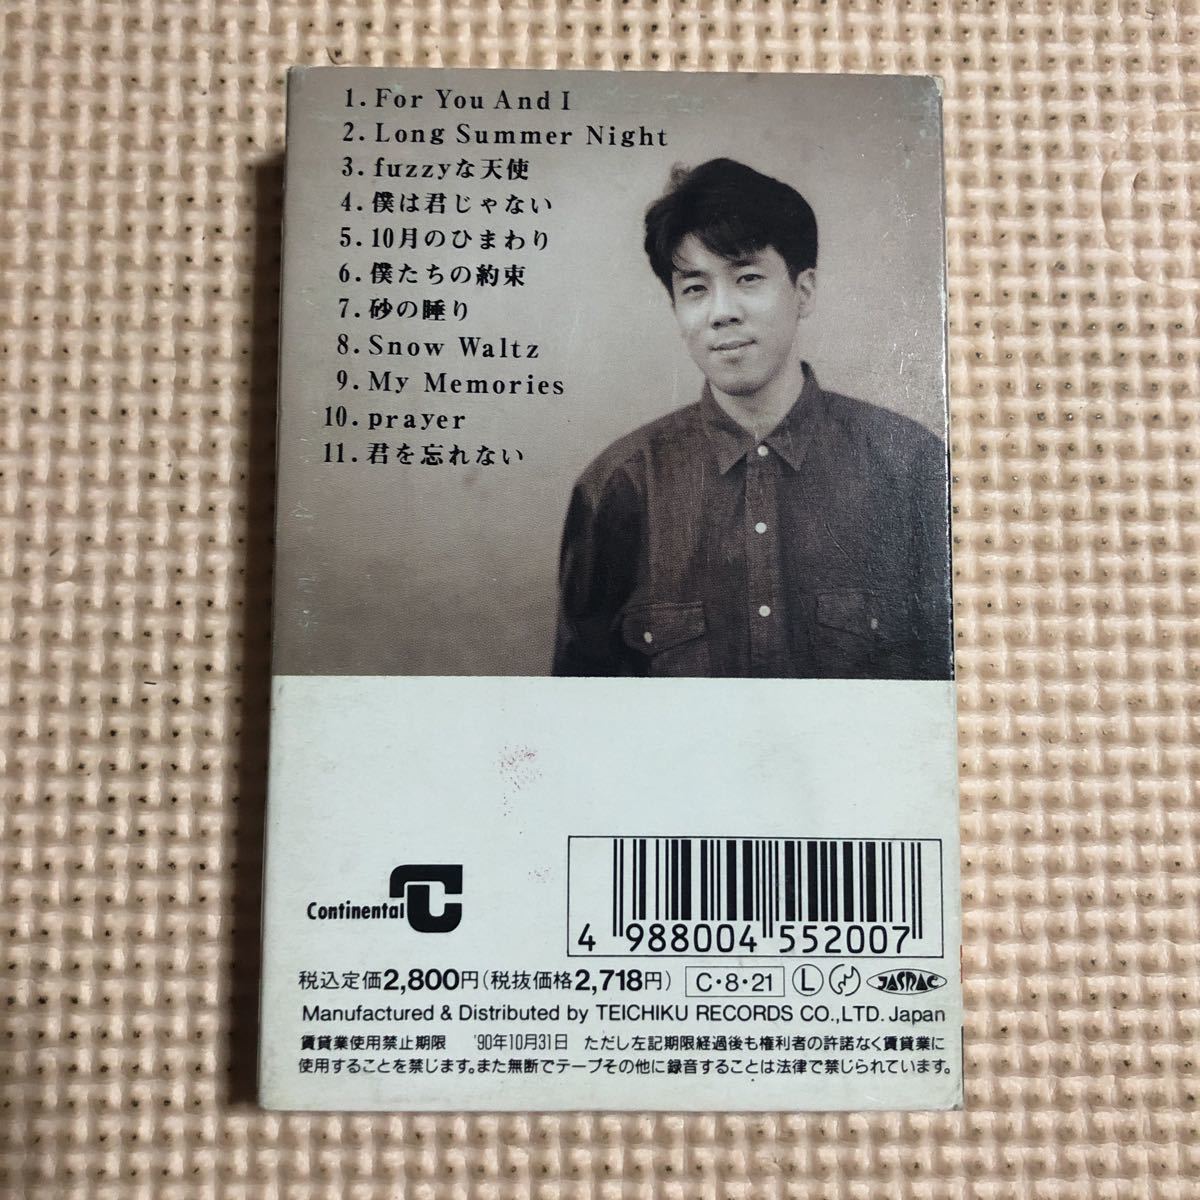 1. For You And I
2. Long Summer Night
3. fuzzyな天使
4. 僕は君じゃない
5. 10月のひまわり
6. 僕たちの約束
7. 砂の睡り
8. Snow Waltz
9. My Memories
10. prayer
11. 君を忘れない
Continental
4 988004 552007
税込定価2,800円(税抜価格2,718円) C・8・21 L JASRAC
Manufactured & Distributed by TEICHIKU RECORDS CO.,LTD. Japan
賃貸業使用禁止期限 '90年10月31日 ただし左記期限経過後も権利者の許諾なく賃貸業に
使用することを禁じます。また無断でテープその他に録音することは法律で禁じられています。